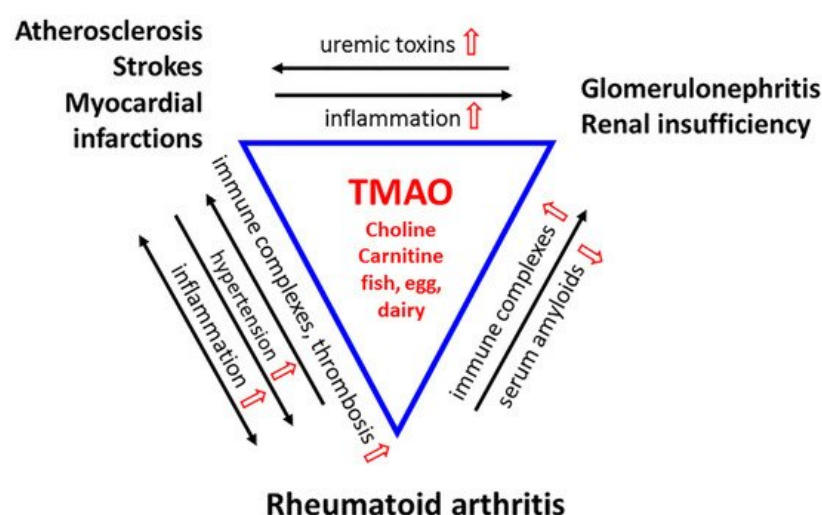 Atherosclerosis
Strokes
Myocardial
infarctions
uremic toxins
inflammation
Glomerulonephritis
Renal insufficiency
TMAO
Choline
Carnitine
fish, egg,
dairy
inflammation
hypertension
immune complexes, thrombosis
immune complexes
serum amyloids
Rheumatoid arthritis